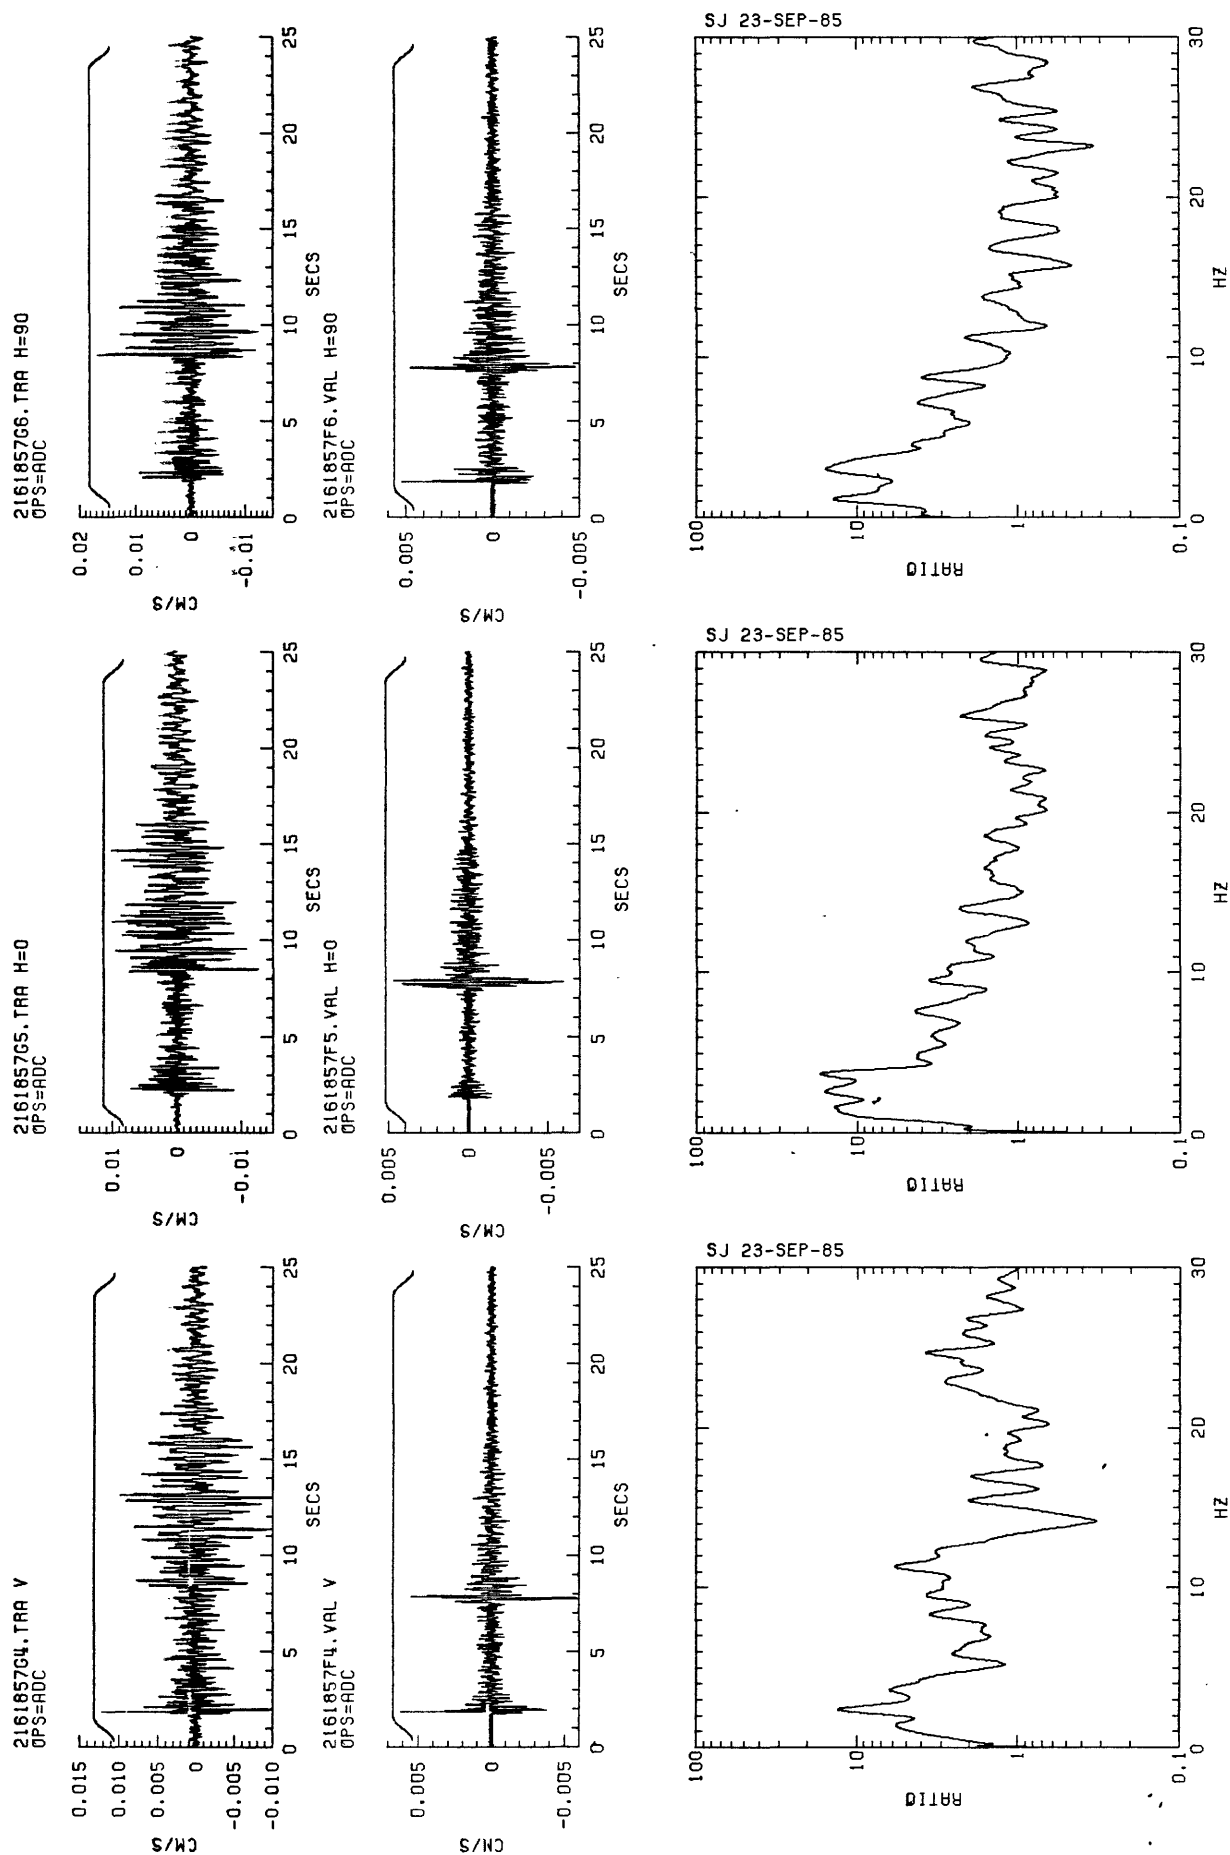 2161857G4.TRA V
OPS=ADC
0.015
0.010
0.005
0
-0.005
-0.010
CM/S
0 5 10 15 20 25
SECS
2161857G5.TRA H=0
OPS=ADC
0.01
0
-0.01
CM/S
0 5 10 15 20 25
SECS
2161857G6.TRA H=90
OPS=ADC
0.02
0.01
0
-0.01
CM/S
0 5 10 15 20 25
SECS
2161857F4.VAL V
OPS=ADC
0.005
0
-0.005
CM/S
0 5 10 15 20 25
SECS
2161857F5.VAL H=0
OPS=ADC
0.005
0
-0.005
CM/S
0 5 10 15 20 25
SECS
2161857F6.VAL H=90
OPS=ADC
0.005
0
-0.005
CM/S
0 5 10 15 20 25
SECS
SJ 23-SEP-85
100
10
1
0.1
RATIO
0 10 20 30
HZ
SJ 23-SEP-85
100
10
1
0.1
RATIO
0 10 20 30
HZ
SJ 23-SEP-85
100
10
1
0.1
RATIO
0 10 20 30
HZ